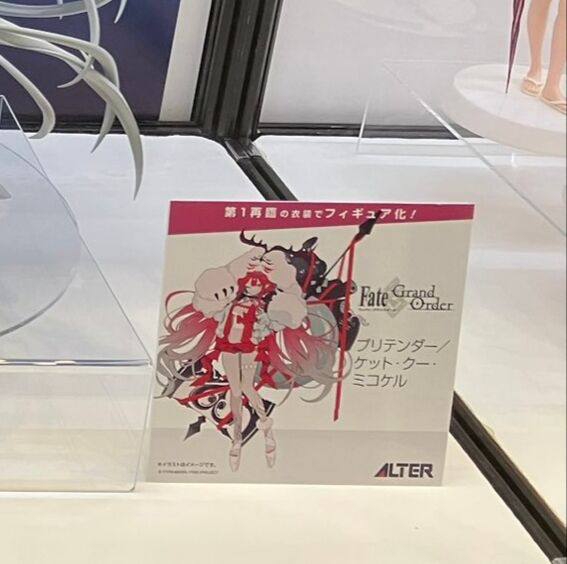 第1再臨の衣装でフィギュア化！
Fate Grand Order
プリテンダー/
ケット・クー・
ミコケル
※イラストはイメージです。
ALTER